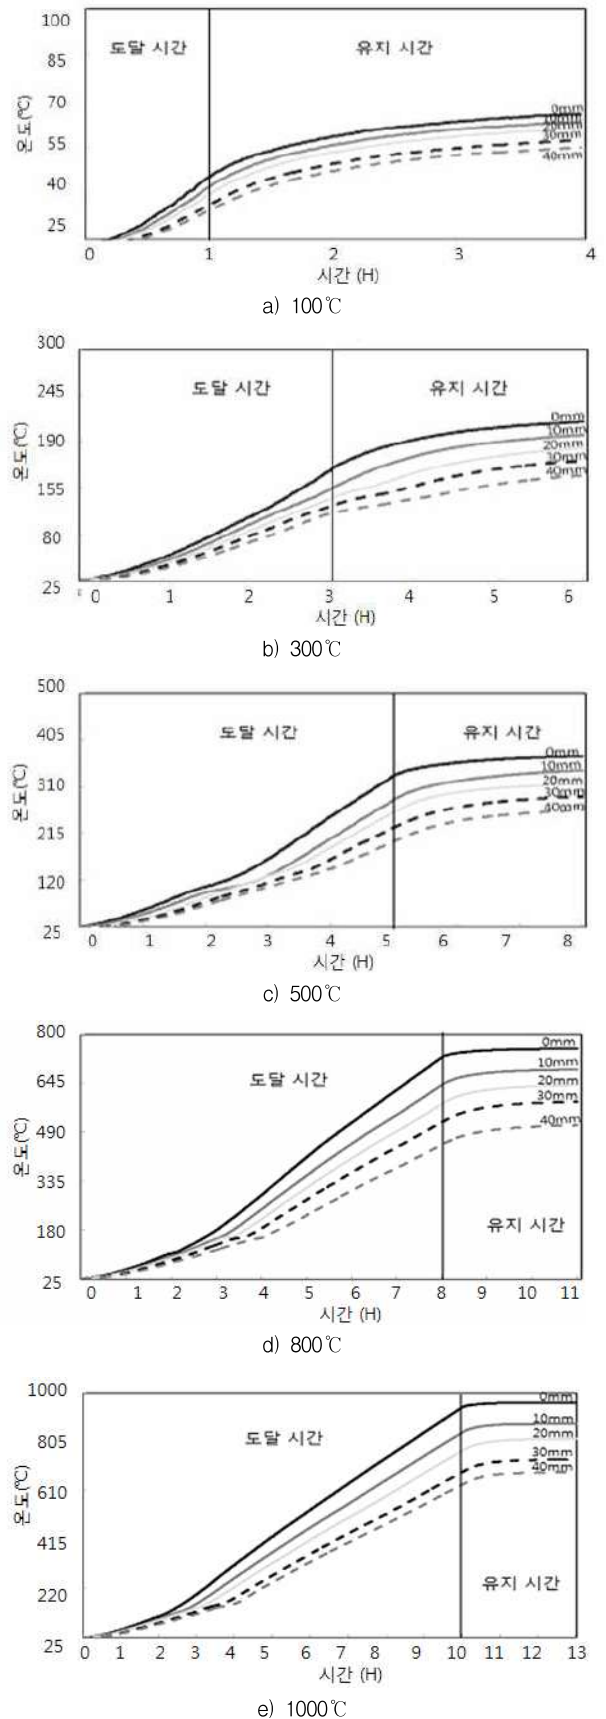 100
도달 시간
유지 시간
85
70
온도(℃)
0mm
10mm
20mm
30mm
40mm
55
40
25
0 1 2 3 4
시간 (H)
a) 100℃
300
도달 시간
유지 시간
245
0mm
온도(℃)
190
10mm
20mm
30mm
40mm
155
80
25
0 1 2 3 4 5 6
시간 (H)
b) 300℃
500
405
도달 시간
유지 시간
0mm
10mm
온도(℃)
310
20mm
30mm
40mm
215
120
25
0 1 2 3 4 5 6 7 8
시간 (H)
c) 500℃
800
0mm
10mm
645
도달 시간
20mm
30mm
40mm
490
온도(℃)
335
180
유지 시간
25
0 1 2 3 4 5 6 7 8 9 10 11
시간 (H)
d) 800℃
1000
0mm
10mm
805
도달 시간
20mm
30mm
40mm
610
온도(℃)
415
유지 시간
220
25
0 1 2 3 4 5 6 7 8 9 10 11 12 13
시간 (H)
e) 1000℃